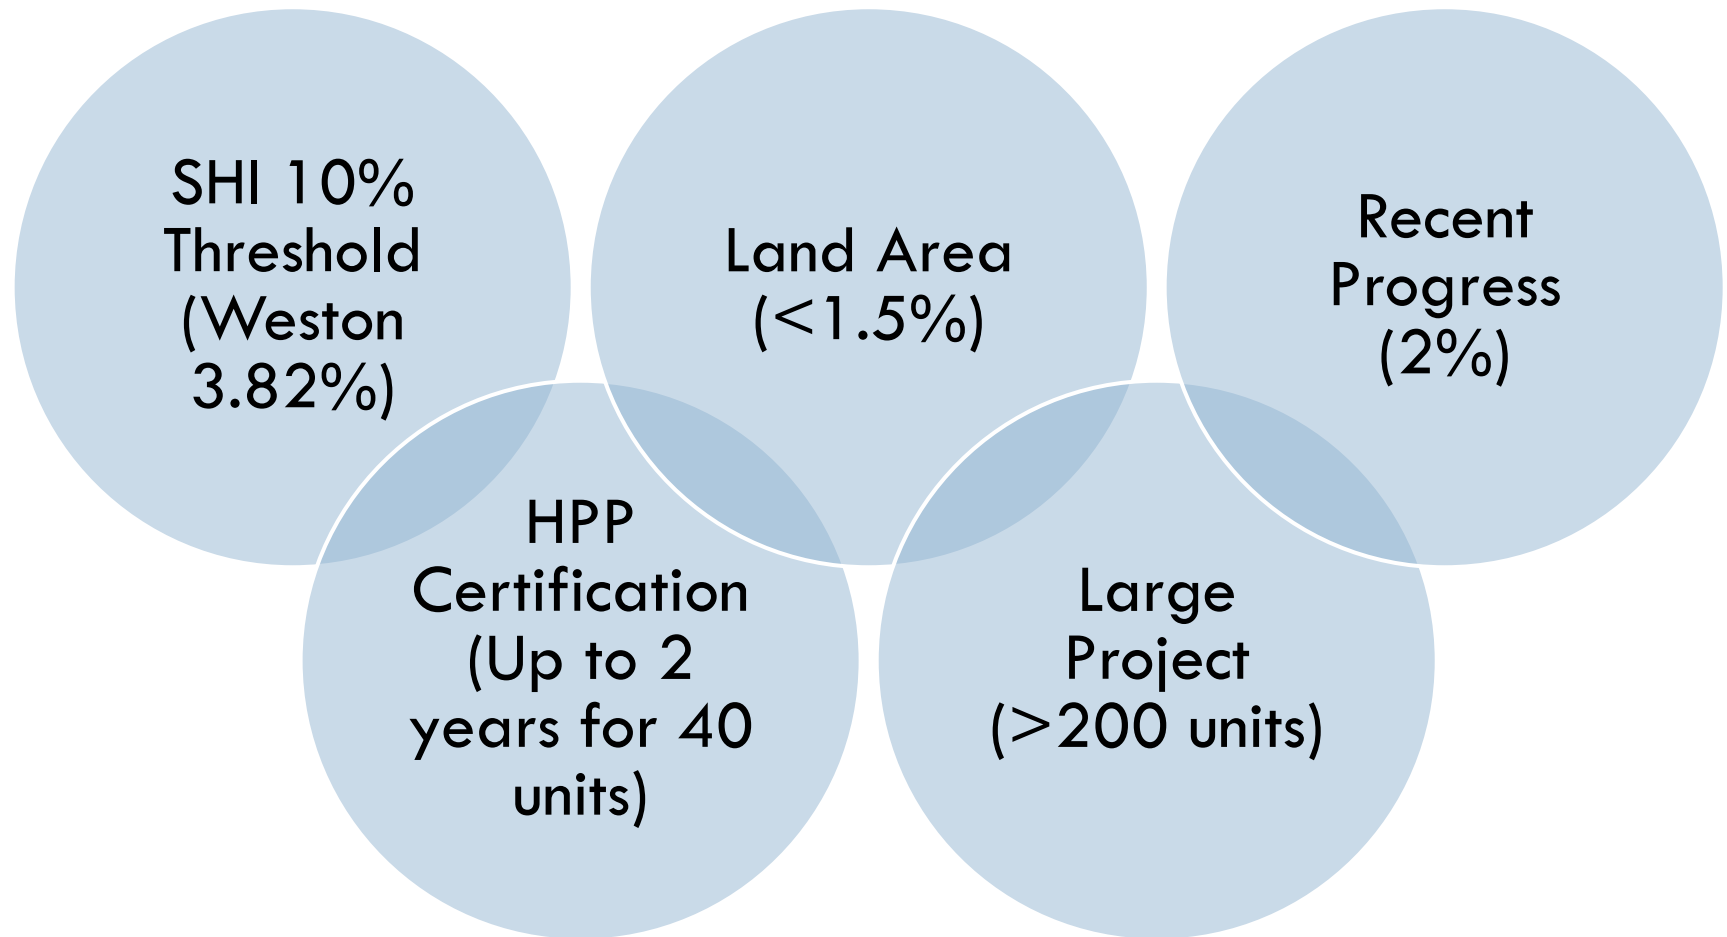 SHI 10%
Threshold
(Weston
3.82%)
Land Area
(<1.5%)
Recent
Progress
(2%)
HPP
Certification
(Up to 2
years for 40
units)
Large
Project
(>200 units)